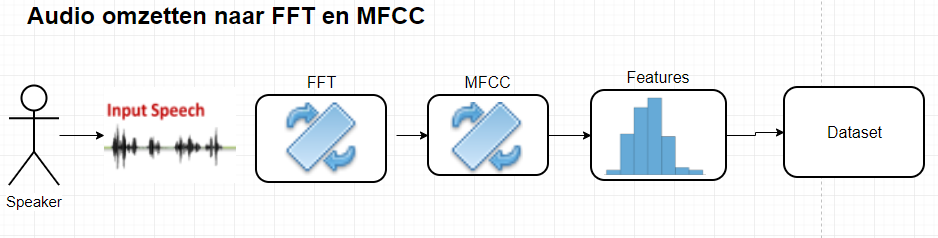 Audio omzetten naar FFT en MFCC
Speaker
Input Speech
FFT
MFCC
Features
Dataset